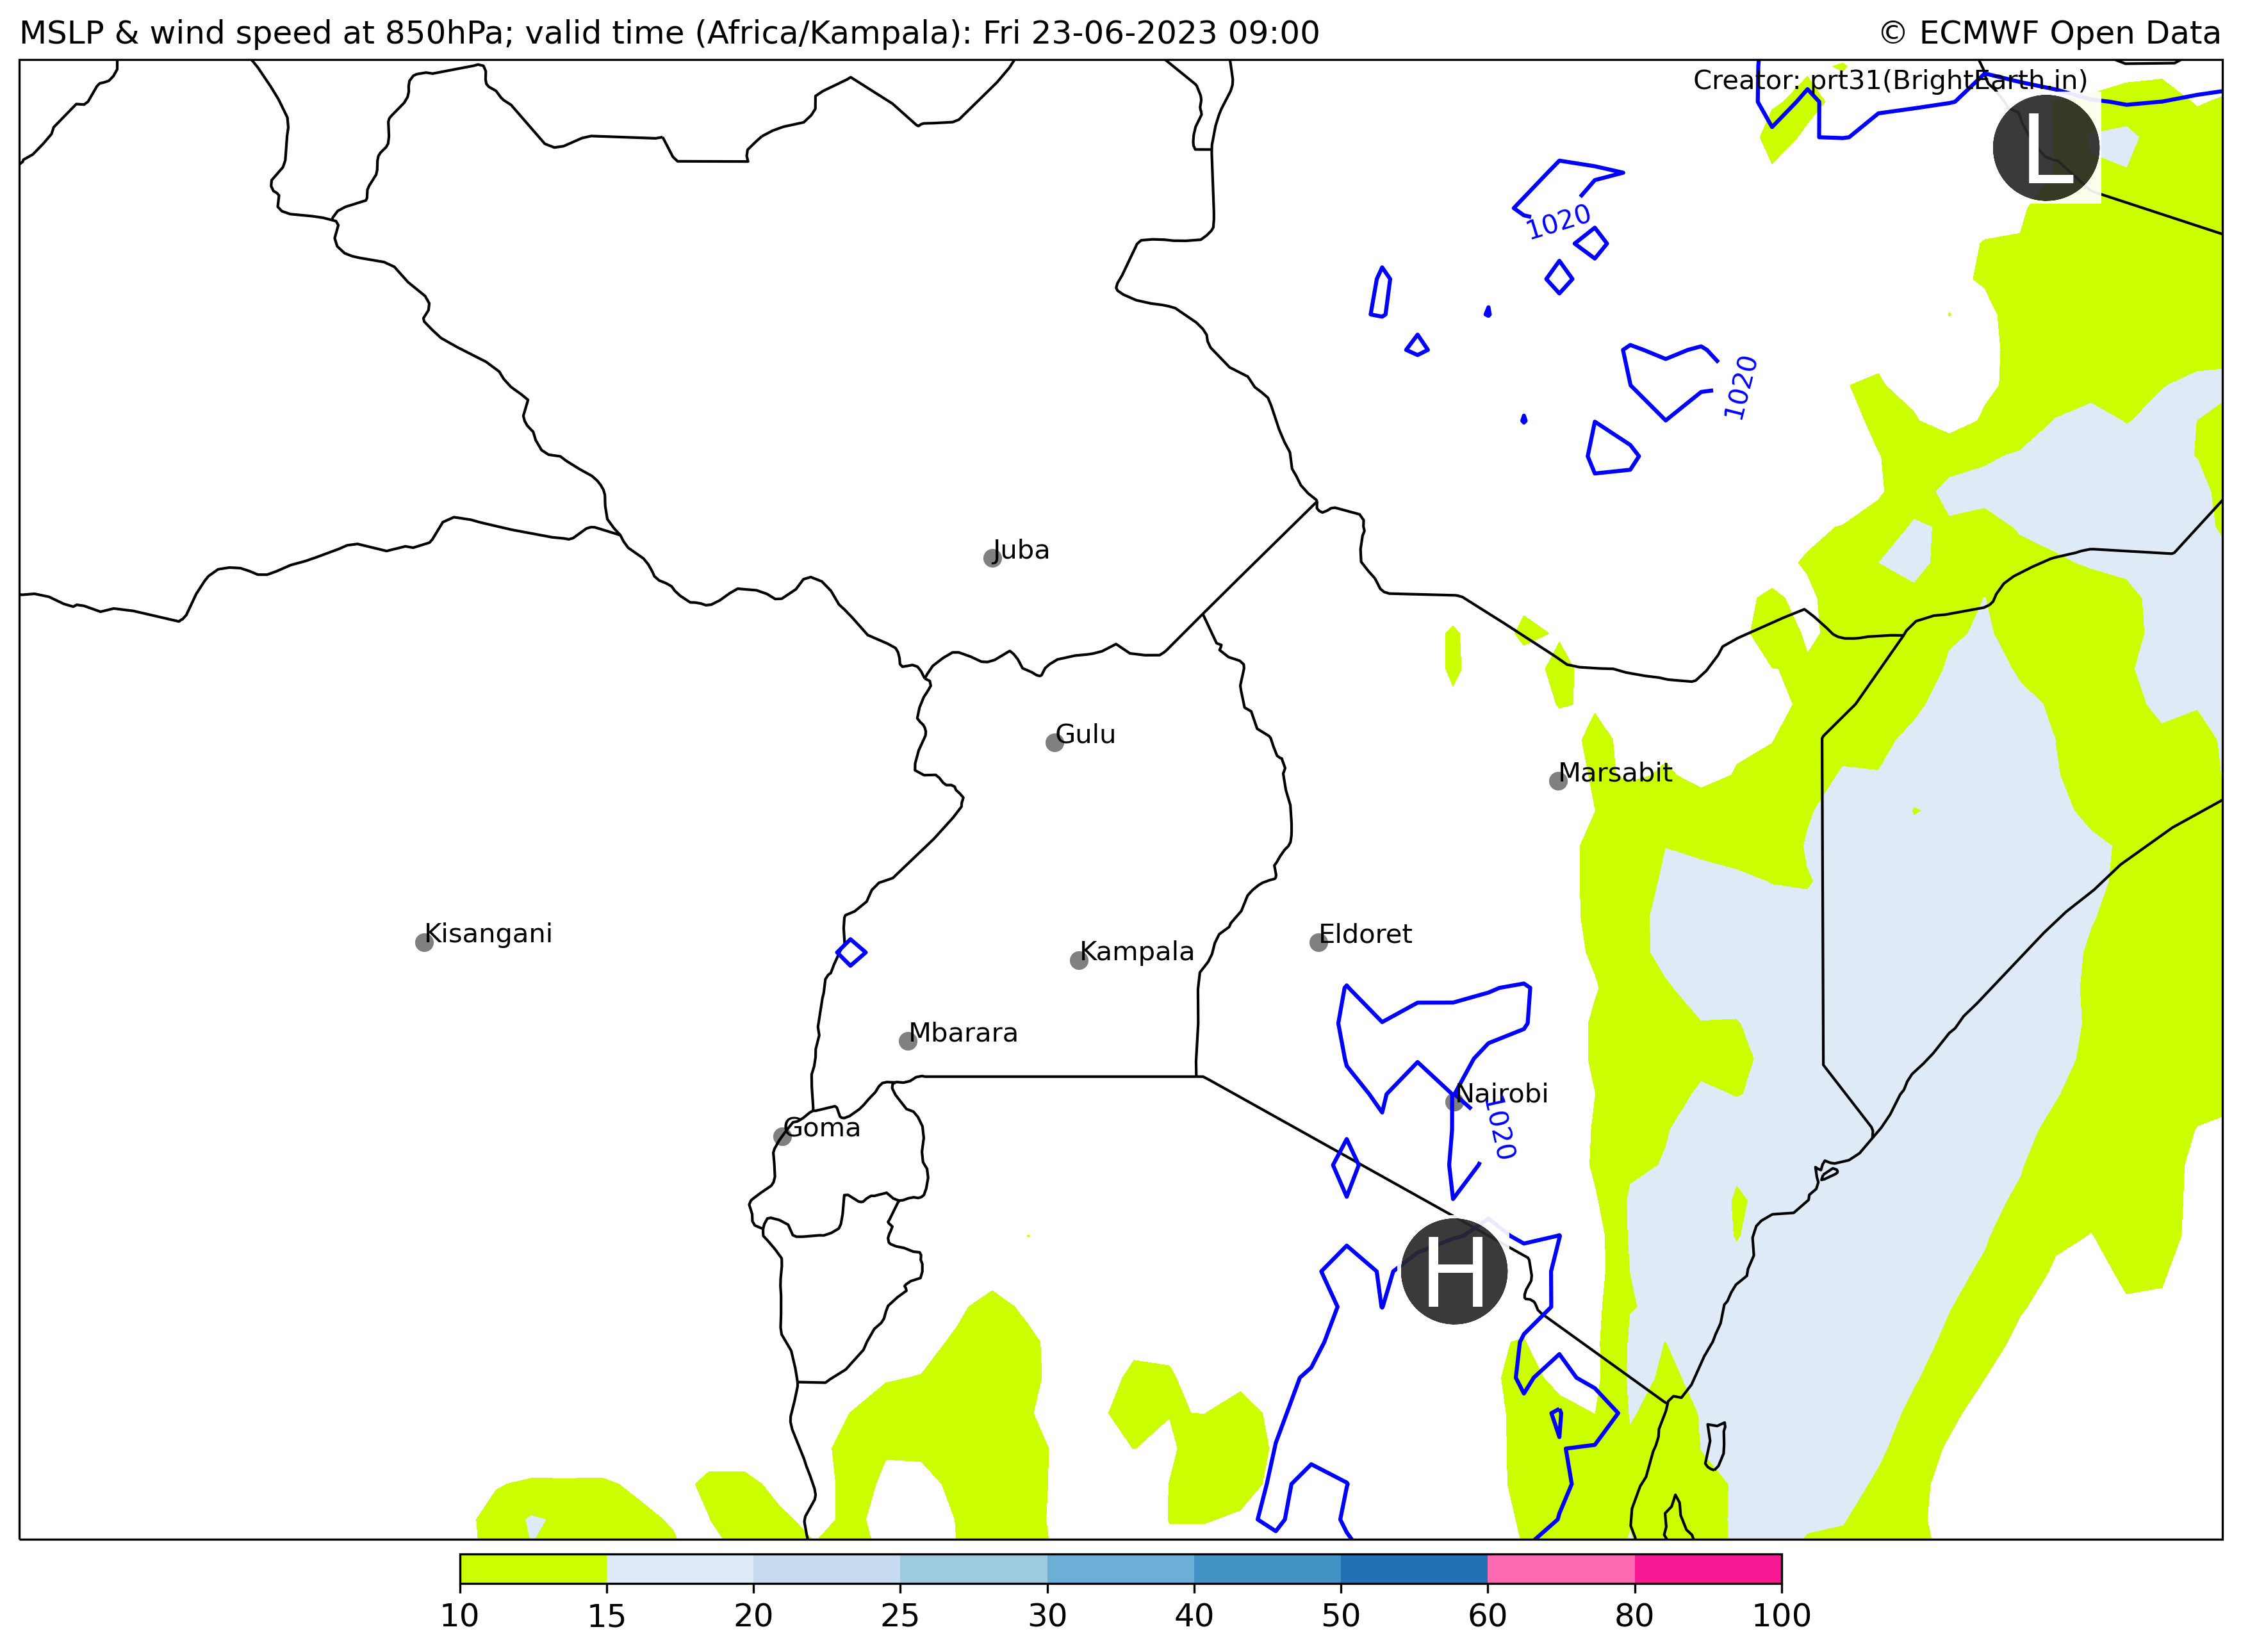 MSLP & wind speed at 850hPa; valid time (Africa/Kampala): Fri 23-06-2023 09:00
© ECMWF Open Data
Creator: prt31(BrightEarth.in)
L
1020
1020
Juba
Gulu
Marsabit
Kisangani
Eldoret
Kampala
Mbarara
Nairobi
1020
Goma
H
10 15 20 25 30 40 50 60 80 100